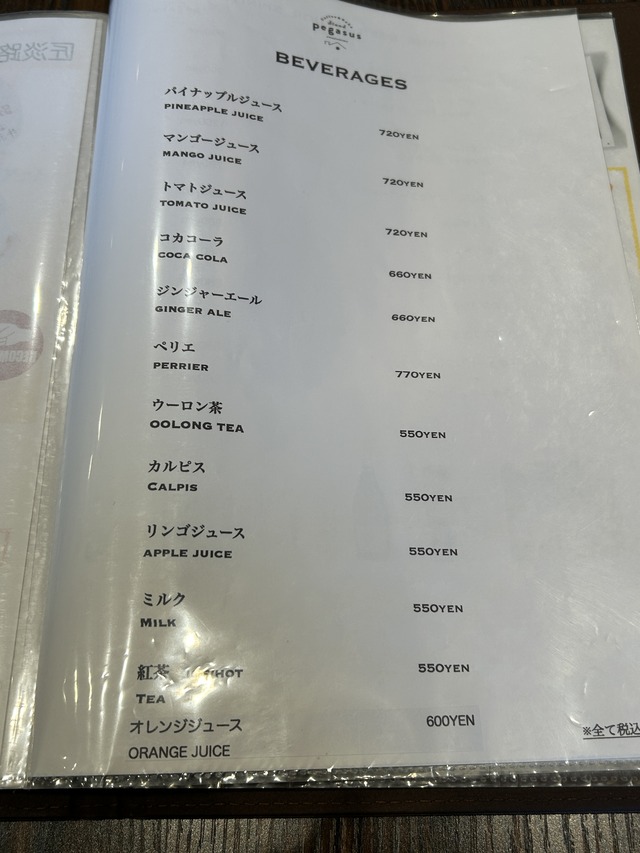 pegasus
BEVERAGES
パイナップルジュース
PINEAPPLE JUICE
720YEN
マンゴージュース
MANGO JUICE
720YEN
トマトジュース
TOMATO JUICE
720YEN
コカコーラ
COCA COLA
660YEN
ジンジャーエール
GINGER ALE
660YEN
ペリエ
PERRIER
770YEN
ウーロン茶
OOLONG TEA
550YEN
カルピス
CALPIS
550YEN
リンゴジュース
APPLE JUICE
550YEN
ミルク
MILK
550YEN
紅茶 /HOT
TEA
550YEN
オレンジジュース
ORANGE JUICE
600YEN
※全て税込